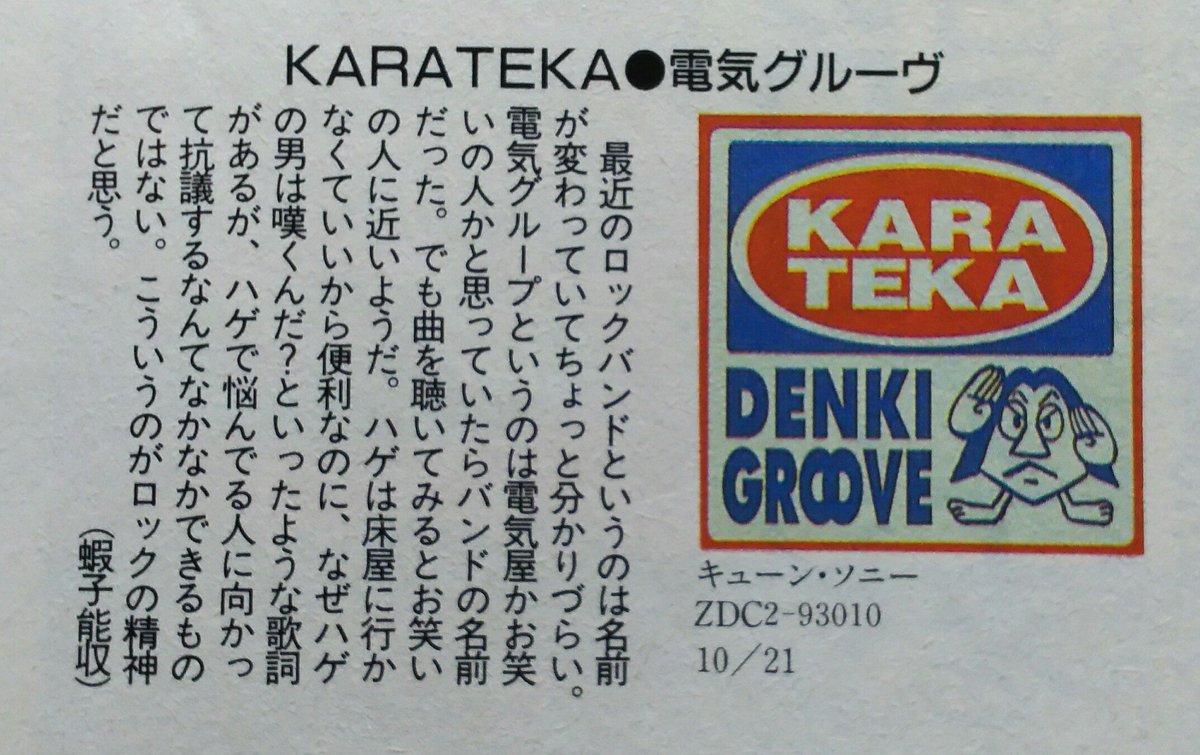 KARATEKA●電気グルーヴ
最近のロックバンドというのは名前
が変わっていてちょっと分かりづらい。
電気グループというのは電気屋かお笑
いの人かと思っていたらバンドの名前
だった。でも曲を聴いてみるとお笑い
の人に近いようだ。ハゲは床屋に行か
なくていいから便利なのに、なぜハゲ
の男は嘆くんだ?といったような歌詞
があるが、ハゲで悩んでる人に向かっ
て抗議するなんてなかなかできるもの
ではない。こういうのがロックの精神
だと思う。
(蝦子能収)
KARA
TEKA
DENKI
GROOVE
キューン・ソニー
ZDC2-93010
10/21